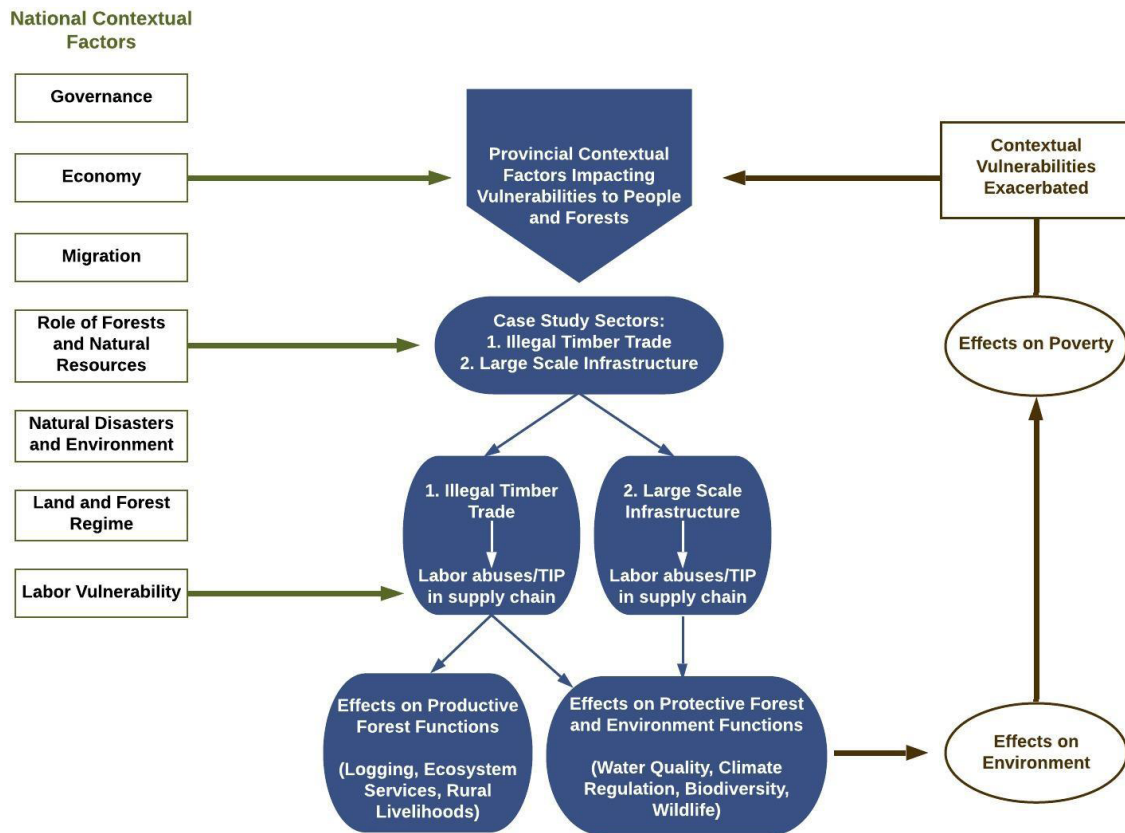 National Contextual
Factors
Governance
Economy
Migration
Role of Forests
and Natural
Resources
Natural Disasters
and Environment
Land and Forest
Regime
Labor Vulnerability
Provincial Contextual
Factors Impacting
Vulnerabilities to People
and Forests
Case Study Sectors:
1. Illegal Timber Trade
2. Large Scale Infrastructure
1. Illegal Timber
Trade
Labor abuses/TIP
in supply chain
2. Large Scale
Infrastructure
Labor abuses/TIP
in supply chain
Effects on Productive
Forest Functions
(Logging, Ecosystem
Services, Rural
Livelihoods)
Effects on Protective Forest
and Environment Functions
(Water Quality, Climate
Regulation, Biodiversity,
Wildlife)
Contextual
Vulnerabilities
Exacerbated
Effects on Poverty
Effects on
Environment